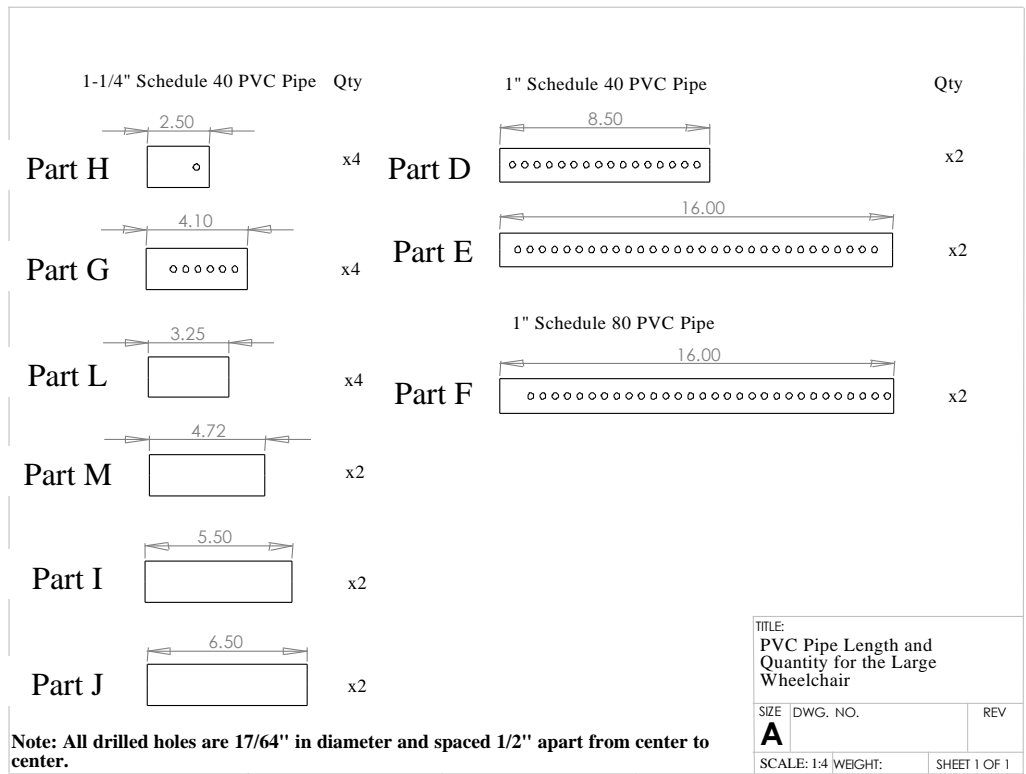 1-1/4" Schedule 40 PVC Pipe Qty
2.50
Part H x4
4.10
Part G x4
3.25
Part L x4
4.72
Part M x2
5.50
Part I x2
6.50
Part J x2
1" Schedule 40 PVC Pipe Qty
8.50
Part D x2
16.00
Part E x2
1" Schedule 80 PVC Pipe
16.00
Part F x2
Note: All drilled holes are 17/64" in diameter and spaced 1/2" apart from center to
center.
TITLE:
PVC Pipe Length and
Quantity for the Large
Wheelchair
SIZE DWG. NO. REV
A
SCALE: 1:4 WEIGHT: SHEET 1 OF 1